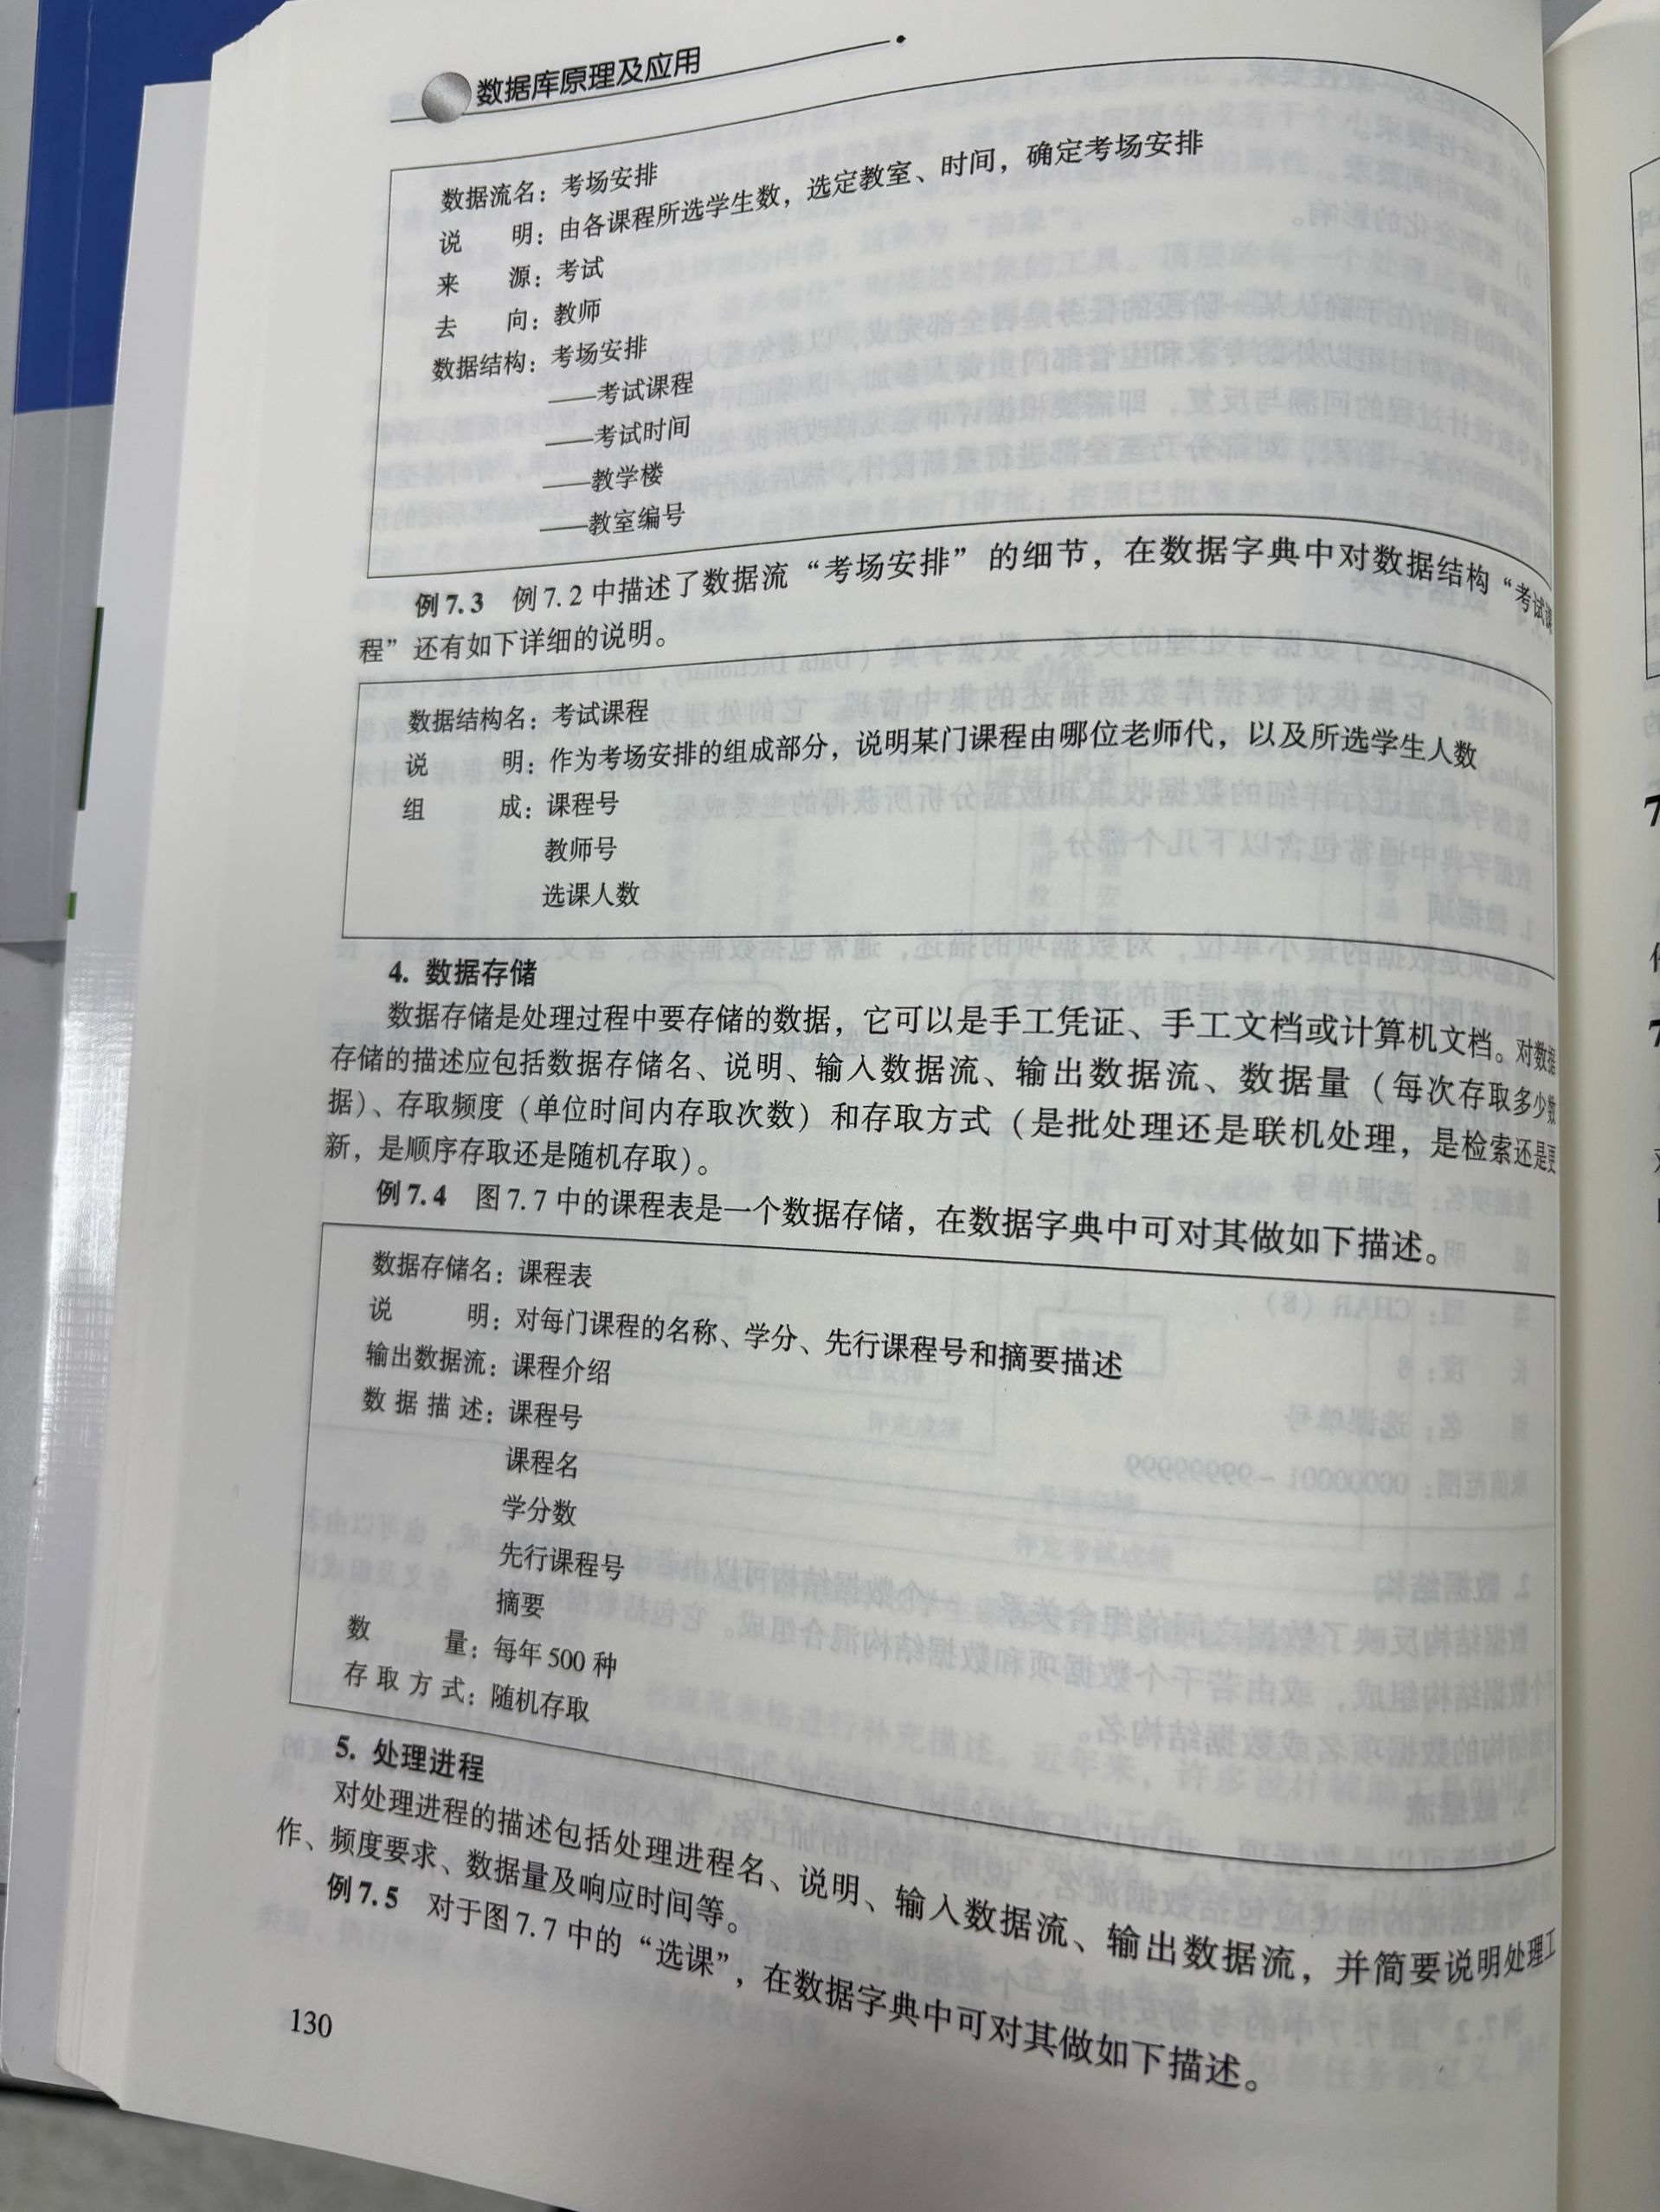 数据库原理及应用
数据流名：考场安排
说　　明：由各课程所选学生数，选定教室、时间，确定考场安排
来　　源：考试
去　　向：教师
数据结构：考场安排
——考试课程
——考试时间
——教学楼
——教室编号
例7.3　例7.2中描述了数据流“考场安排”的细节，在数据字典中对数据结构“考试课
程”还有如下详细的说明。
数据结构名：考试课程
说　　　明：作为考场安排的组成部分，说明某门课程由哪位老师代，以及所选学生人数
组　　　成：课程号
教师号
选课人数
4. 数据存储
数据存储是处理过程中要存储的数据，它可以是手工凭证、手工文档或计算机文档。对数据
存储的描述应包括数据存储名、说明、输入数据流、输出数据流、数据量（每次存取多少数
据）、存取频度（单位时间内存取次数）和存取方式（是批处理还是联机处理，是检索还是更
新，是顺序存取还是随机存取）。
例7.4　图7.7中的课程表是一个数据存储，在数据字典中可对其做如下描述。
数据存储名：课程表
说　　　明：对每门课程的名称、学分、先行课程号和摘要描述
输出数据流：课程介绍
数 据 描 述：课程号
课程名
学分数
先行课程号
摘要
数　　　量：每年500种
存 取 方 式：随机存取
5. 处理进程
对处理进程的描述包括处理进程名、说明、输入数据流、输出数据流，并简要说明处理工
作、频度要求、数据量及响应时间等。
例7.5　对于图7.7中的“选课”，在数据字典中可对其做如下描述。
130